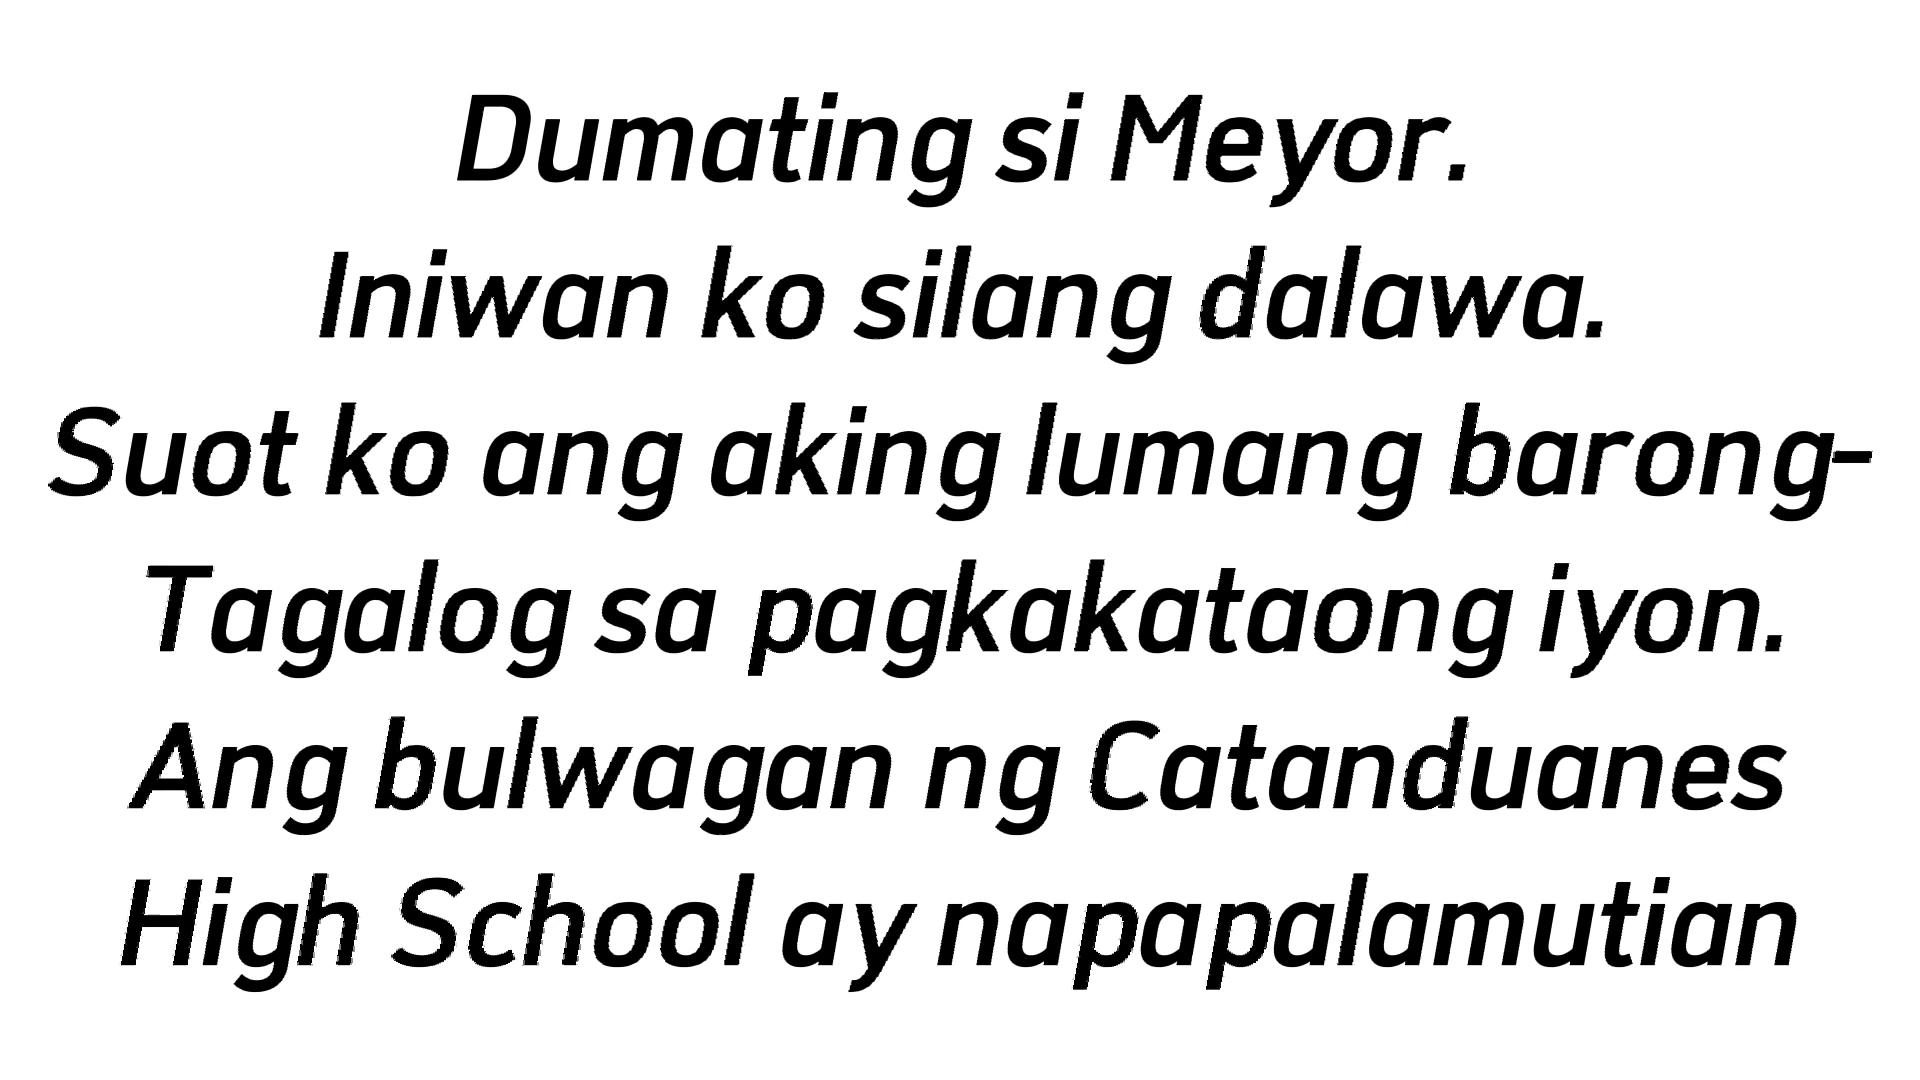 Dumating si Meyor.
Iniwan ko silang dalawa.
Suot ko ang aking lumang barong-
Tagalog sa pagkakataong iyon.
Ang bulwagan ng Catanduanes
High School ay napapalamutian